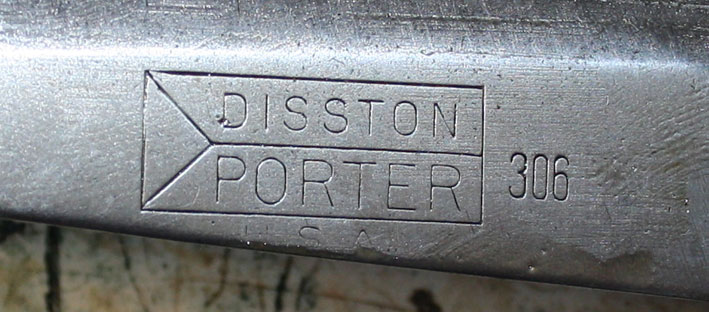 DISSTON
PORTER
306
U.S.A.